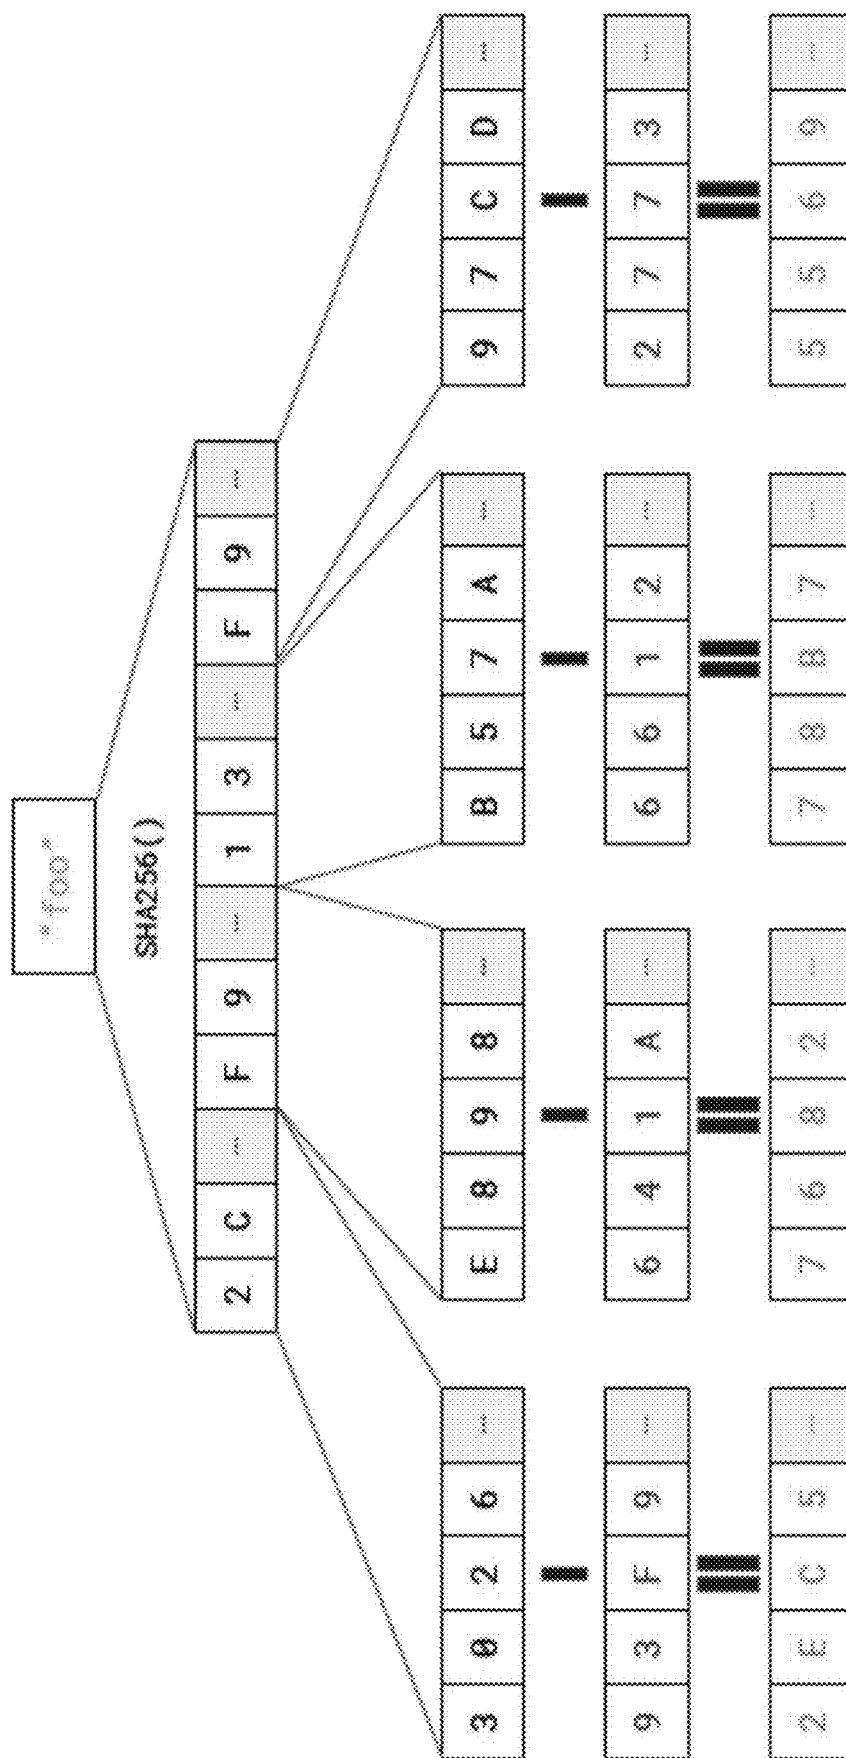 "foo"
SHA256()
2 C -- F 9 -- 1 3 -- F 9 --
3 0 2 6 -- E 8 9 8 -- B 5 7 A -- 9 7 C D --
9 3 F 9 -- 6 4 1 A -- 6 6 1 2 -- 2 7 7 3 --
2 E C 5 -- 7 6 8 2 -- 7 8 B 7 -- 5 5 6 9 --